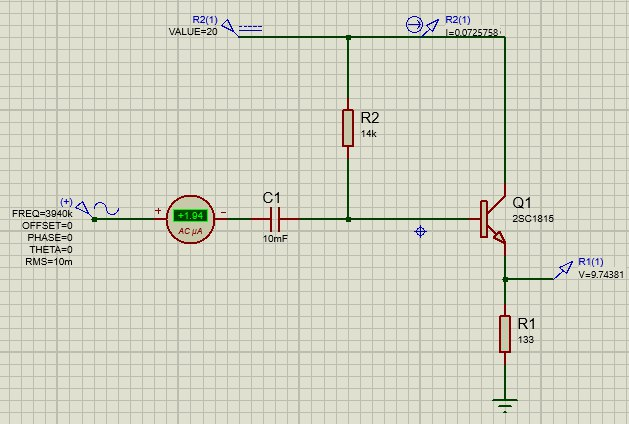 R2(1)
VALUE=20
R2(1)
I=0.0725758
R2
14k
(+)
FREQ=3940k
OFFSET=0
PHASE=0
THETA=0
RMS=10m
+
+1.94
AC µA
−
C1
10mF
Q1
2SC1815
R1(1)
V=9.74381
R1
133